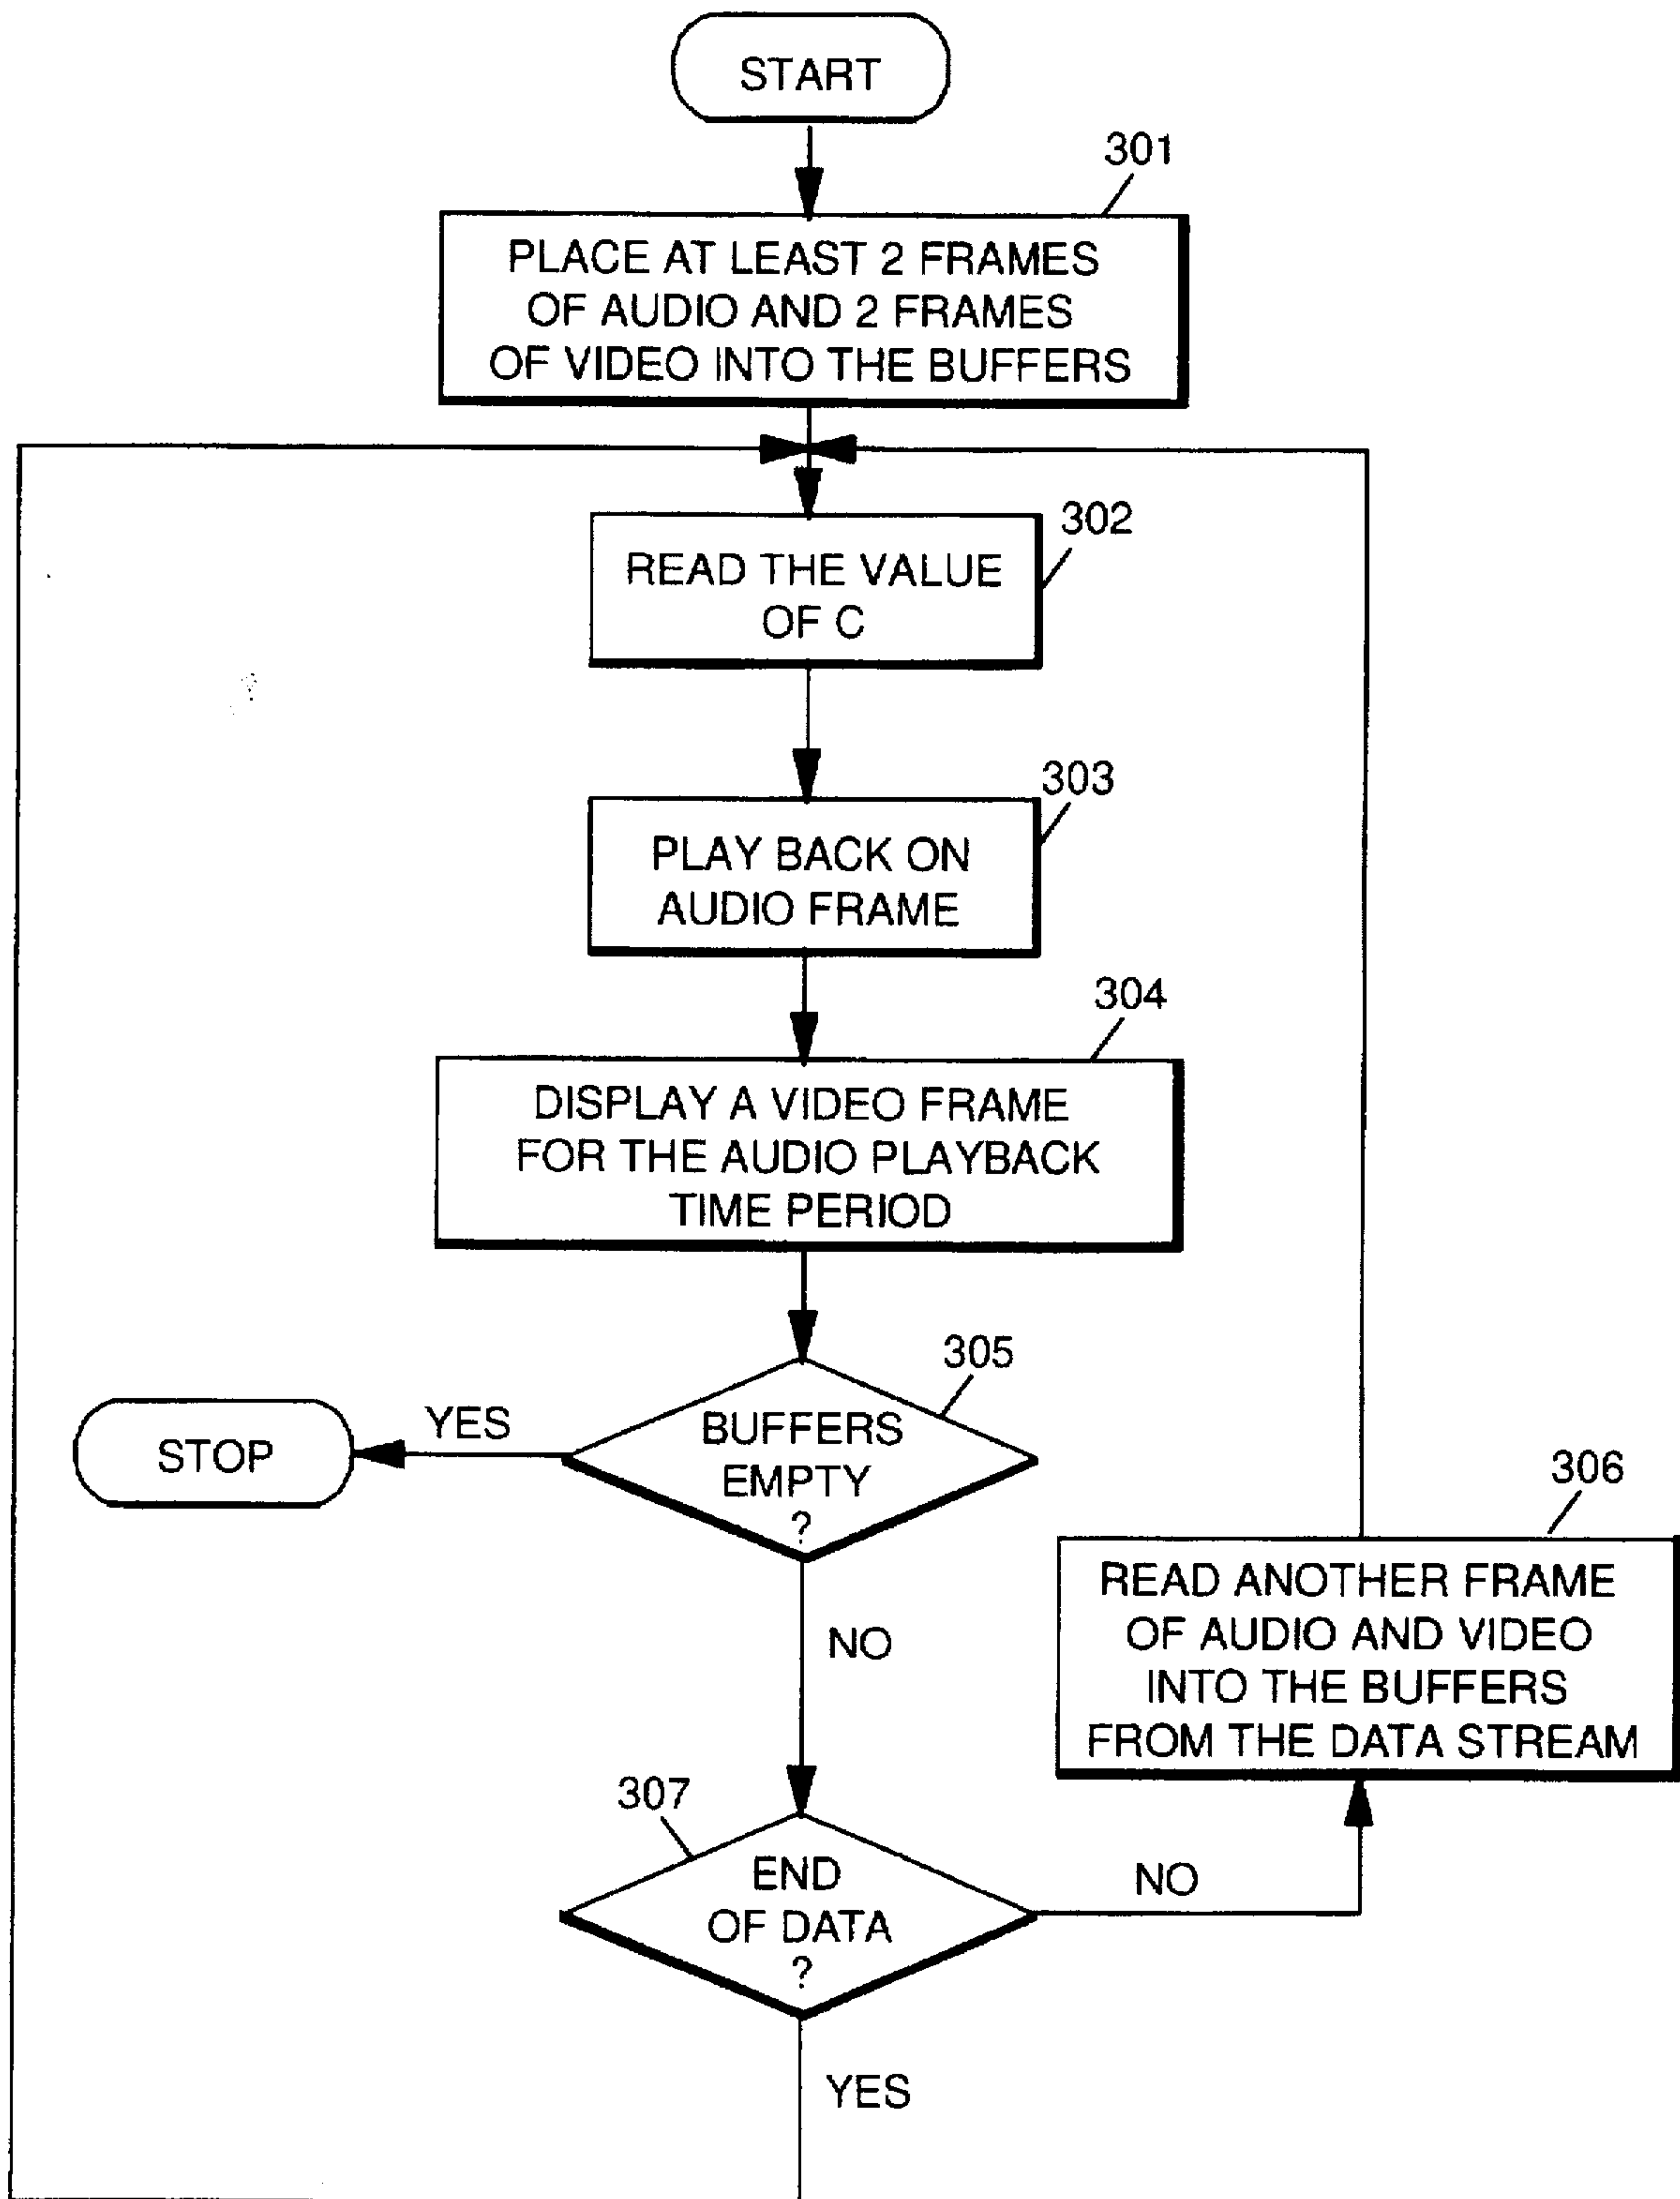 START
301
PLACE AT LEAST 2 FRAMES
OF AUDIO AND 2 FRAMES
OF VIDEO INTO THE BUFFERS
302
READ THE VALUE
OF C
303
PLAY BACK ON
AUDIO FRAME
304
DISPLAY A VIDEO FRAME
FOR THE AUDIO PLAYBACK
TIME PERIOD
305
BUFFERS
EMPTY
?
YES
STOP
NO
306
READ ANOTHER FRAME
OF AUDIO AND VIDEO
INTO THE BUFFERS
FROM THE DATA STREAM
307
END
OF DATA
?
NO
YES